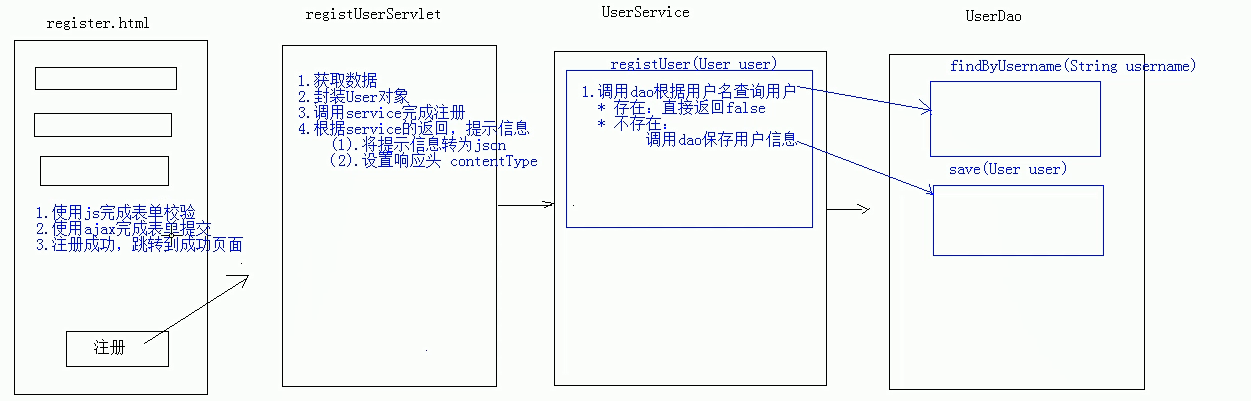 register.html
1.使用js完成表单校验
2.使用ajax完成表单提交
3.注册成功，跳转到成功页面
注册
registUserServlet
1.获取数据
2.封装User对象
3.调用service完成注册
4.根据service的返回，提示信息
(1).将提示信息转为json
(2).设置响应头 contentType
UserService
registUser(User user)
1.调用dao根据用户名查询用户
* 存在：直接返回false
* 不存在：
调用dao保存用户信息
UserDao
findByUsername(String username)
save(User user)